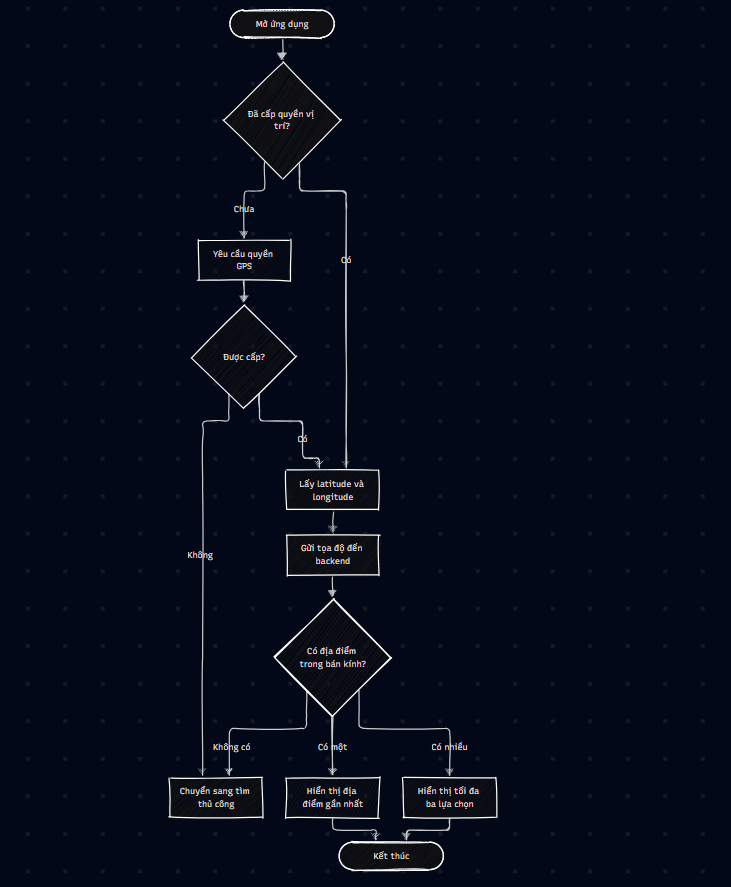 Mở ứng dụng
Đã cấp quyền vị
trí?
Chưa
Yêu cầu quyền
GPS
Có
Được cấp?
Có
Lấy latitude và
longitude
Gửi tọa độ đến
backend
Không
Có địa điểm
trong bán kính?
Không có
Có một
Có nhiều
Chuyển sang tìm
thủ công
Hiển thị địa
điểm gần nhất
Hiển thị tối đa
ba lựa chọn
Kết thúc